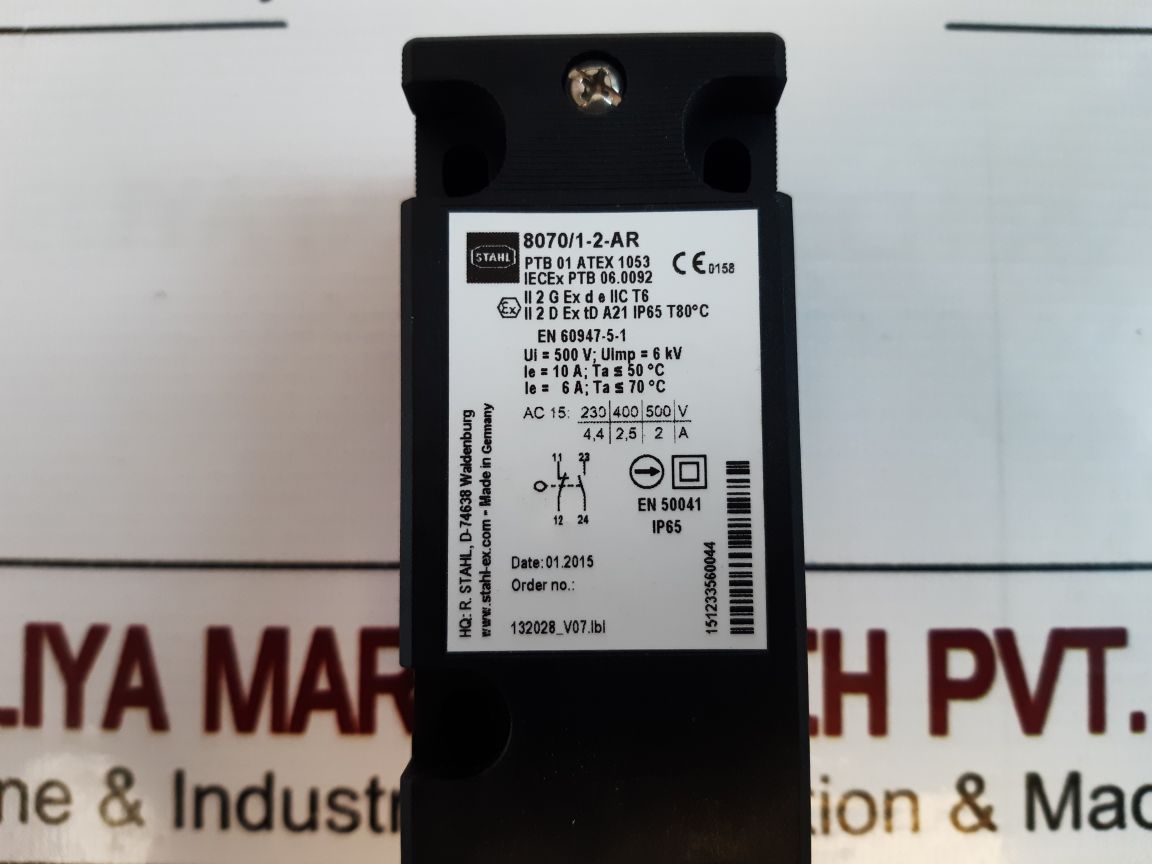 STAHL
8070/1-2-AR
PTB 01 ATEX 1053
IECEx PTB 06.0092
CE 0158
Ex
II 2 G Ex d e IIC T6
II 2 D Ex tD A21 IP65 T80°C
EN 60947-5-1
Ui = 500 V; Uimp = 6 kV
Ie = 10 A; Ta ≤ 50 °C
Ie = 6 A; Ta ≤ 70 °C
AC 15: 230 400 500 V
4,4 2,5 2 A
11 23
12 24
EN 50041
IP65
Date: 01.2015
Order no.:
132028_V07.lbl
HQ: R. STAHL, D-74638 Waldenburg
www.stahl-ex.com - Made in Germany
151233560044
LIYA MAR CH PVT.
ne & Industr tion & Mac